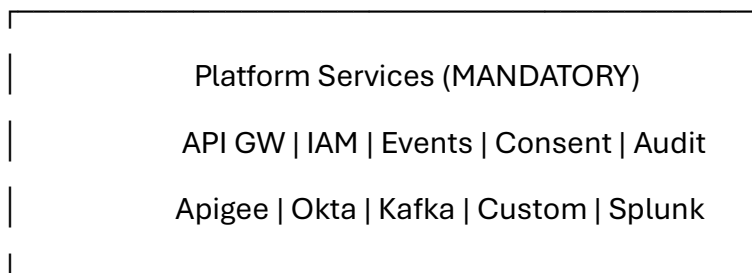 Platform Services (MANDATORY)
API GW | IAM | Events | Consent | Audit
Apigee | Okta | Kafka | Custom | Splunk